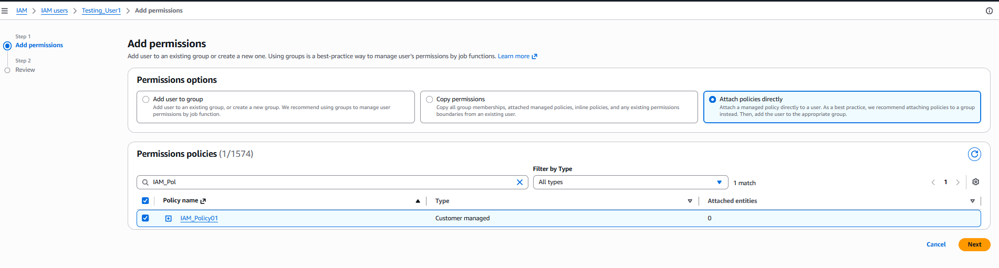 IAM > IAM users > Testing_User1 > Add permissions
Step 1
Add permissions
Step 2
Review
Add permissions
Add user to an existing group or create a new one. Using groups is a best-practice way to manage user's permissions by job functions. Learn more
Permissions options
Add user to group
Add user to an existing group, or create a new group. We recommend using groups to manage user
permissions by job function.
Copy permissions
Copy all group memberships, attached managed policies, inline policies, and any existing permissions
boundaries from an existing user.
Attach policies directly
Attach a managed policy directly to a user. As a best practice, we recommend attaching policies to a group
instead. Then, add the user to the appropriate group.
Permissions policies (1/1574)
Filter by Type
IAM_Pol All types 1 match 1
Policy name Type Attached entities
IAM_Policy01 Customer managed 0
Cancel Next